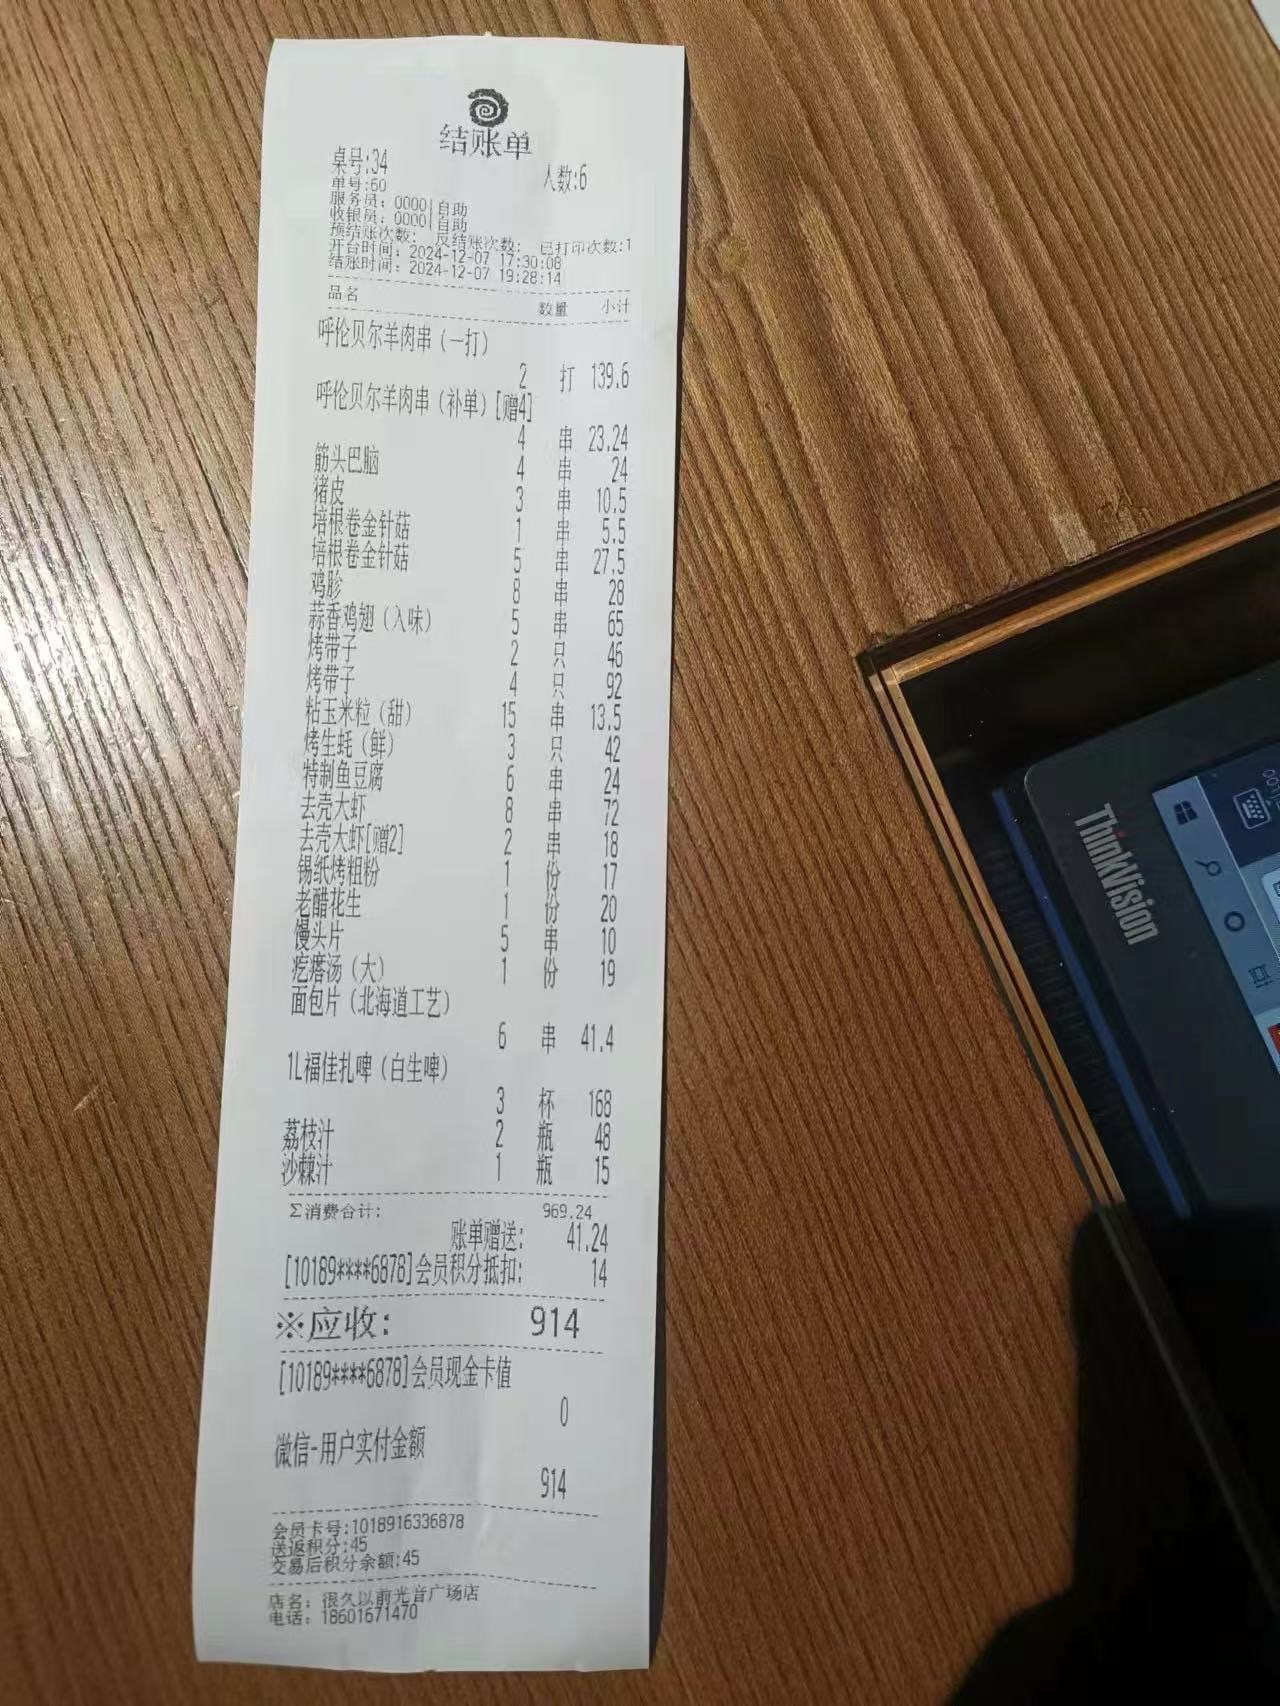 结账单
桌号:34 人数:6
单号:60
服务员: 0000|自助
收银员: 0000|自助
预结账次数: 反结账次数: 已打印次数:1
开台时间: 2024-12-07 17:30:08
结账时间: 2024-12-07 19:28:14
品名 数量 小计
呼伦贝尔羊肉串(一打)
2 打 139.6
呼伦贝尔羊肉串(补单)[赠4]
4 串 23.24
筋头巴脑 4 串 24
猪皮 3 串 10.5
培根卷金针菇 1 串 5.5
培根卷金针菇 5 串 27.5
鸡胗 8 串 28
蒜香鸡翅(入味) 5 串 65
烤带子 2 只 46
烤带子 4 只 92
粘玉米粒(甜) 15 串 13.5
烤生蚝(鲜) 3 只 42
特制鱼豆腐 6 串 24
去壳大虾 8 串 72
去壳大虾[赠2] 2 串 18
锡纸烤粗粉 1 份 17
老醋花生 1 份 20
馒头片 5 串 10
疙瘩汤(大) 1 份 19
面包片(北海道工艺)
6 串 41.4
1L福佳扎啤(白生啤)
3 杯 168
荔枝汁 2 瓶 48
沙棘汁 1 瓶 15
Σ消费合计: 969.24
账单赠送: 41.24
[10189****6878]会员积分抵扣: 14
※应收: 914
[10189****6878]会员现金卡值
0
微信-用户实付金额
914
会员卡号:1018916336878
送返积分:45
交易后积分余额:45
店名: 很久以前光音广场店
电话: 18601671470
ThinkVision